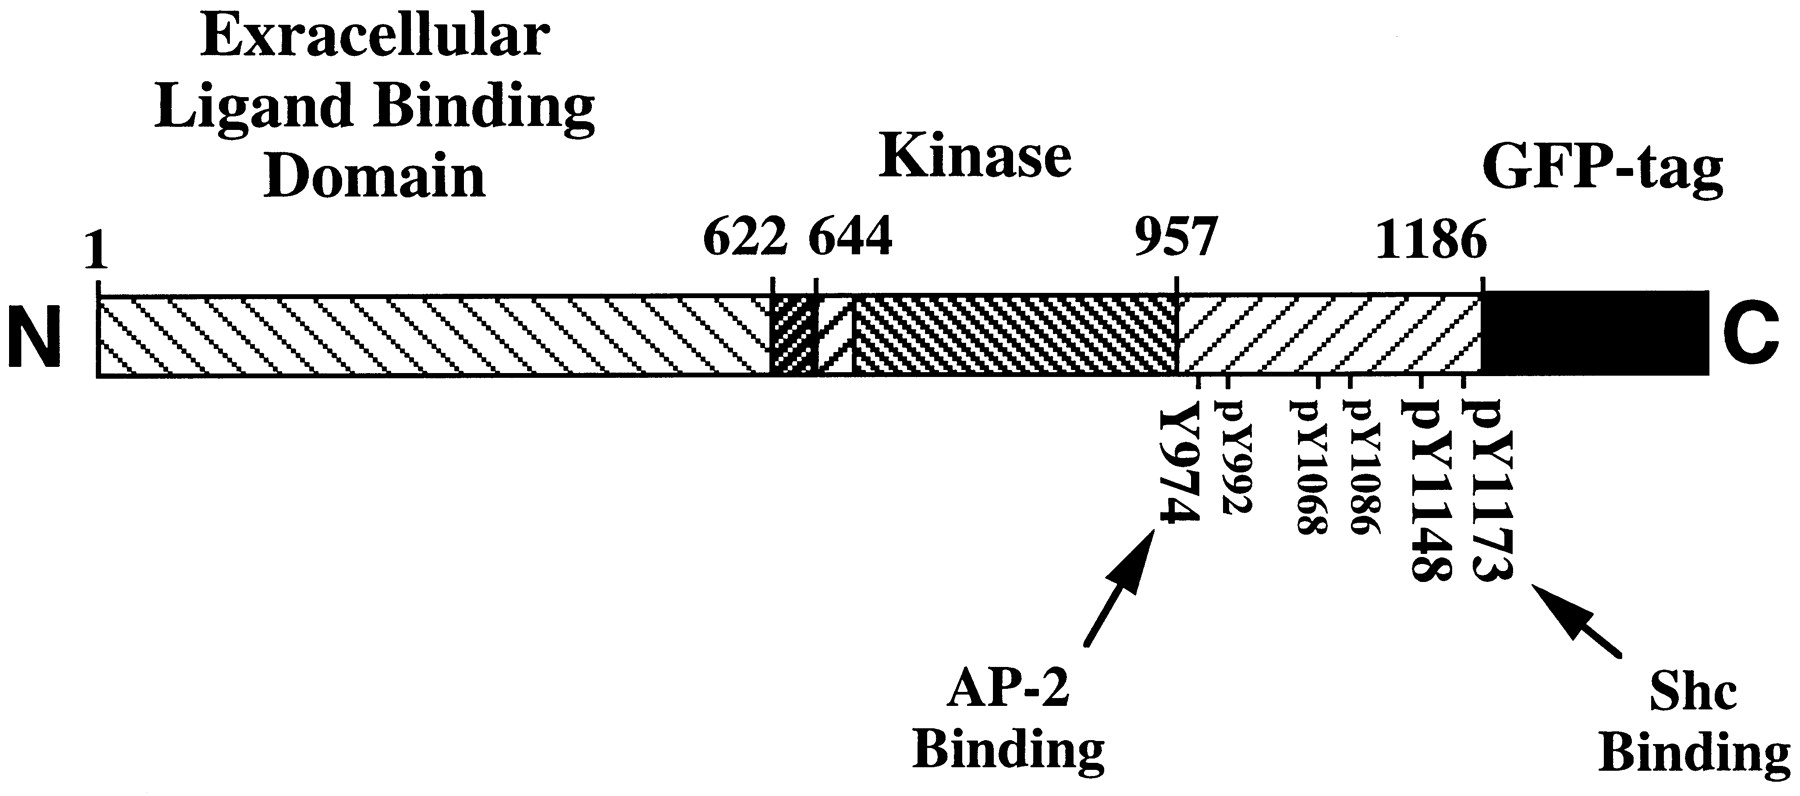 Exracellular
Ligand Binding
Domain
Kinase
GFP-tag
1
622
644
957
1186
N
C
Y974
pY992
pY1068
pY1086
pY1148
pY1173
AP-2
Binding
Shc
Binding